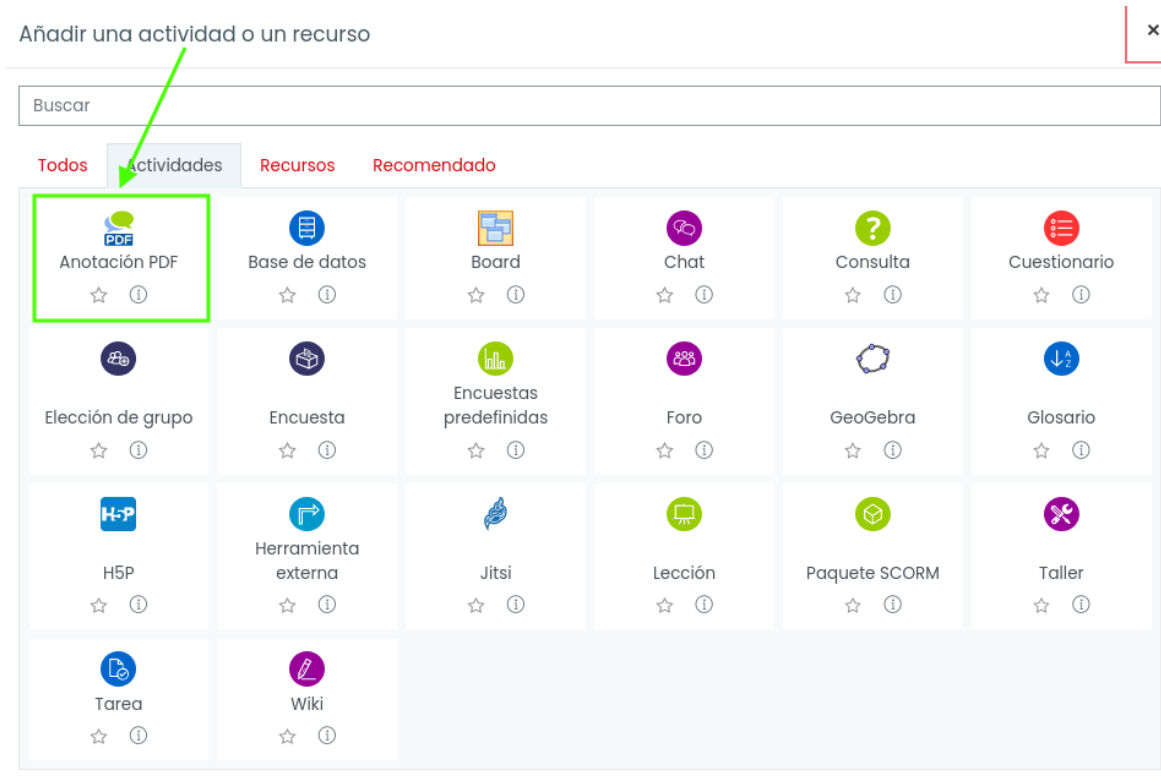 Añadir una actividad o un recurso
×
Buscar
Todos Actividades Recursos Recomendado
PDF
Anotación PDF
Base de datos
Board
Chat
?
Consulta
Cuestionario
Elección de grupo
Encuesta
Encuestas
predefinidas
Foro
GeoGebra
A
Z
Glosario
H5P
H5P
Herramienta
externa
Jitsi
Lección
Paquete SCORM
Taller
Tarea
Wiki